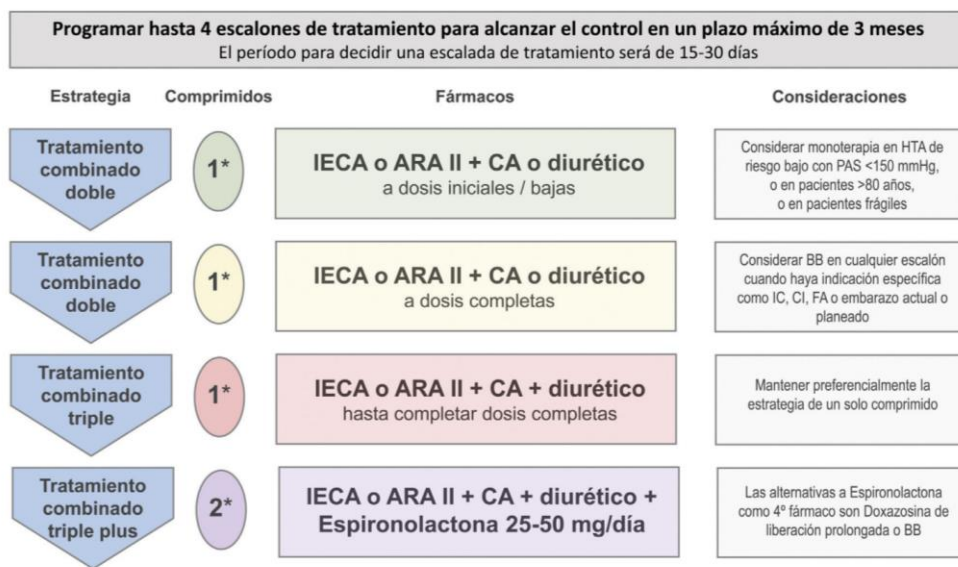 Programar hasta 4 escalones de tratamiento para alcanzar el control en un plazo máximo de 3 meses
El período para decidir una escalada de tratamiento será de 15-30 días
Estrategia
Comprimidos
Fármacos
Consideraciones
Tratamiento
combinado
doble
1*
IECA o ARA II + CA o diurético
a dosis iniciales / bajas
Considerar monoterapia en HTA de
riesgo bajo con PAS <150 mmHg,
o en pacientes >80 años,
o en pacientes frágiles
Tratamiento
combinado
doble
1*
IECA o ARA II + CA o diurético
a dosis completas
Considerar BB en cualquier escalón
cuando haya indicación específica
como IC, CI, FA o embarazo actual o
planeado
Tratamiento
combinado
triple
1*
IECA o ARA II + CA + diurético
hasta completar dosis completas
Mantener preferencialmente la
estrategia de un solo comprimido
Tratamiento
combinado
triple plus
2*
IECA o ARA II + CA + diurético +
Espironolactona 25-50 mg/día
Las alternativas a Espironolactona
como 4º fármaco son Doxazosina de
liberación prolongada o BB